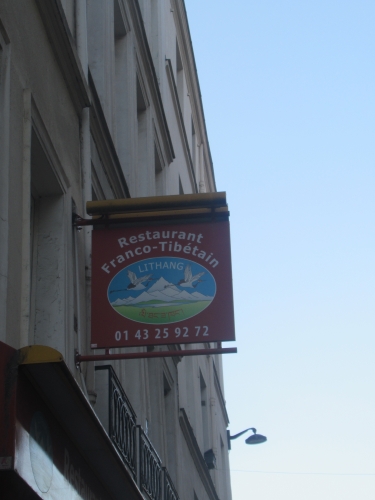 Restaurant
Franco-Tibétain
LITHANG
01 43 25 92 72